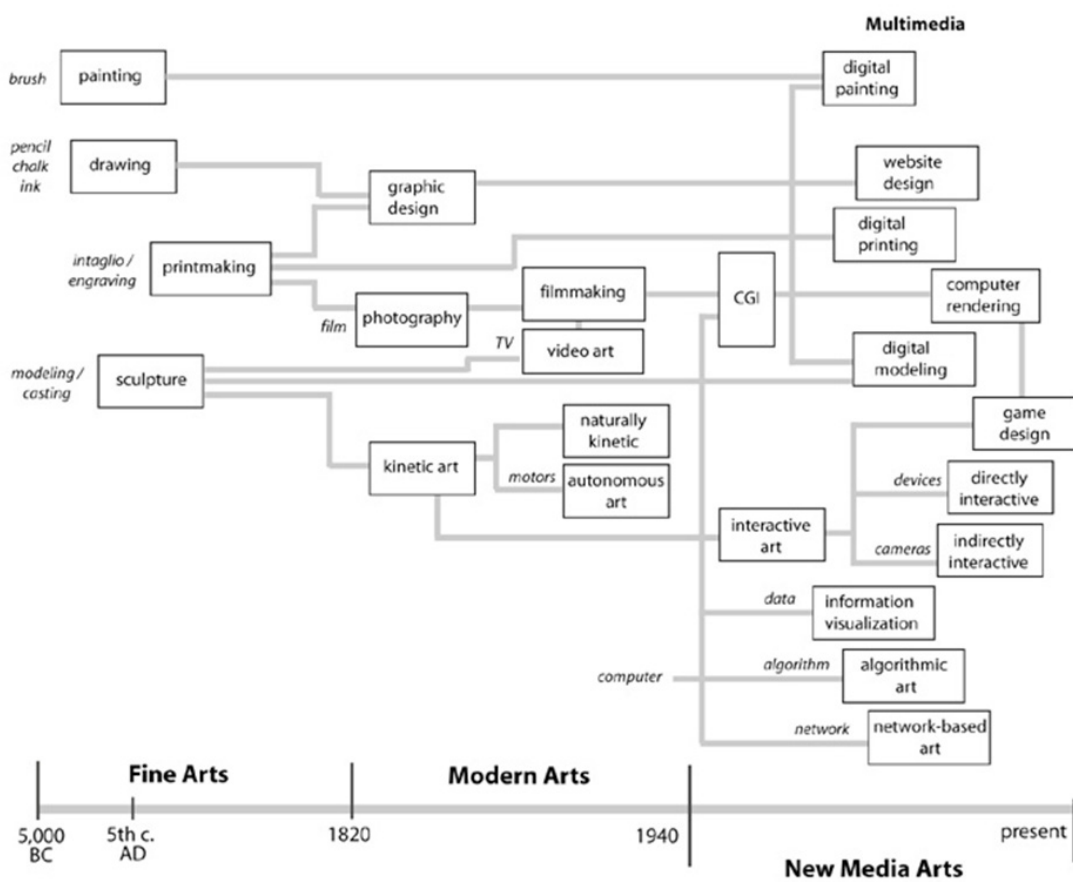 Multimedia
brush
painting
digital
painting
pencil
chalk
ink
drawing
graphic
design
website
design
intaglio /
engraving
printmaking
digital
printing
film
photography
filmmaking
CGI
computer
rendering
TV
video art
digital
modeling
modeling /
casting
sculpture
game
design
kinetic art
naturally
kinetic
motors
autonomous
art
devices
directly
interactive
interactive
art
cameras
indirectly
interactive
data
information
visualization
computer
algorithm
algorithmic
art
network
network-based
art
Fine Arts
Modern Arts
5,000
BC
5th c.
AD
1820
1940
present
New Media Arts